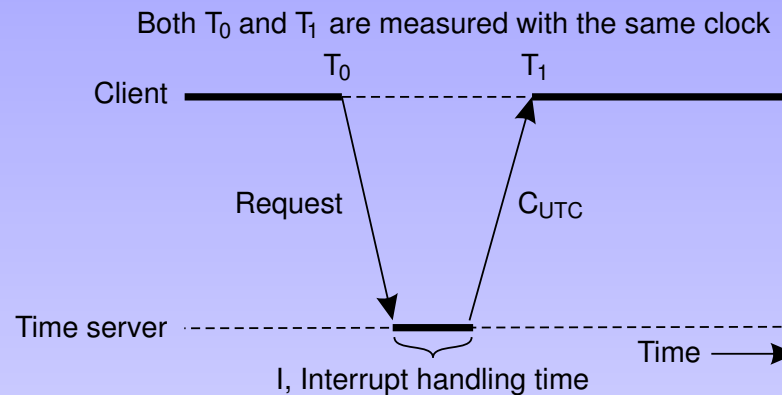 Both T₀ and T₁ are measured with the same clock
T₀
T₁
Client
Request
C_UTC
Time server
Time
I, Interrupt handling time